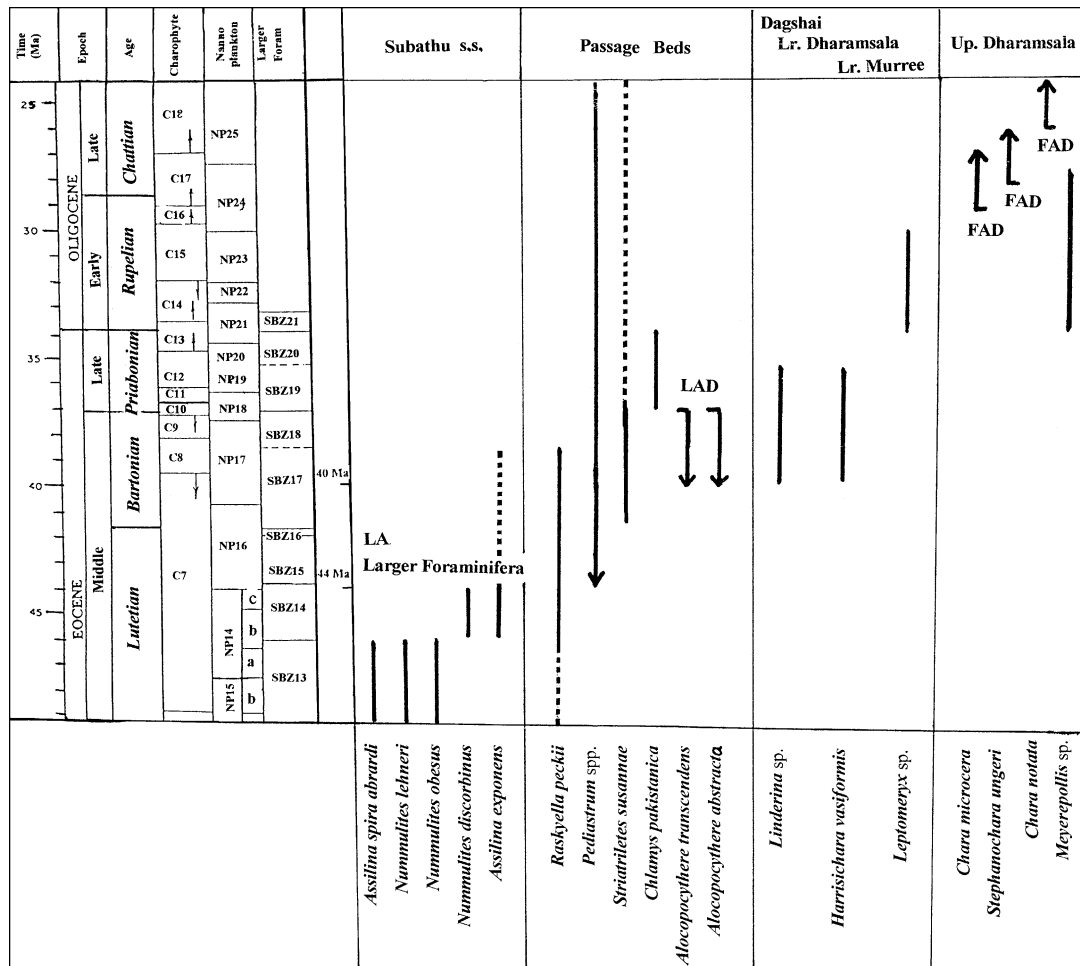 Time (Ma)
Epoch
Age
Charophyte
Nanno plankton
Larger Foram
Subathu s.s.
Passage Beds
Dagshai
Lr. Dharamsala
Lr. Murree
Up. Dharamsala
25
30
35
40
45
OLIGOCENE
EOCENE
Late
Early
Late
Middle
Chattian
Rupelian
Priabonian
Bartonian
Lutetian
C18
C17
C16
C15
C14
C13
C12
C11
C10
C9
C8
C7
NP25
NP24
NP23
NP22
NP21
NP20
NP19
NP18
NP17
NP16
NP14
NP15
c
b
a
b
SBZ21
SBZ20
SBZ19
SBZ18
SBZ17
SBZ16
SBZ15
SBZ14
SBZ13
40 Ma
44 Ma
LA
Larger Foraminifera
LAD
FAD
FAD
FAD
Assilina spira abrardi
Nummulites lehneri
Nummulites obesus
Nummulites discorbinus
Assilina exponens
Raskyella peckii
Pediastrum spp.
Striatriletes susannae
Chlamys pakistanica
Alocopocythere transcendens
Alocopocythere abstracta
Linderina sp.
Harrisichara vasiformis
Leptomeryx sp.
Chara microcera
Stephanochara ungeri
Chara notata
Meyerepollis sp.